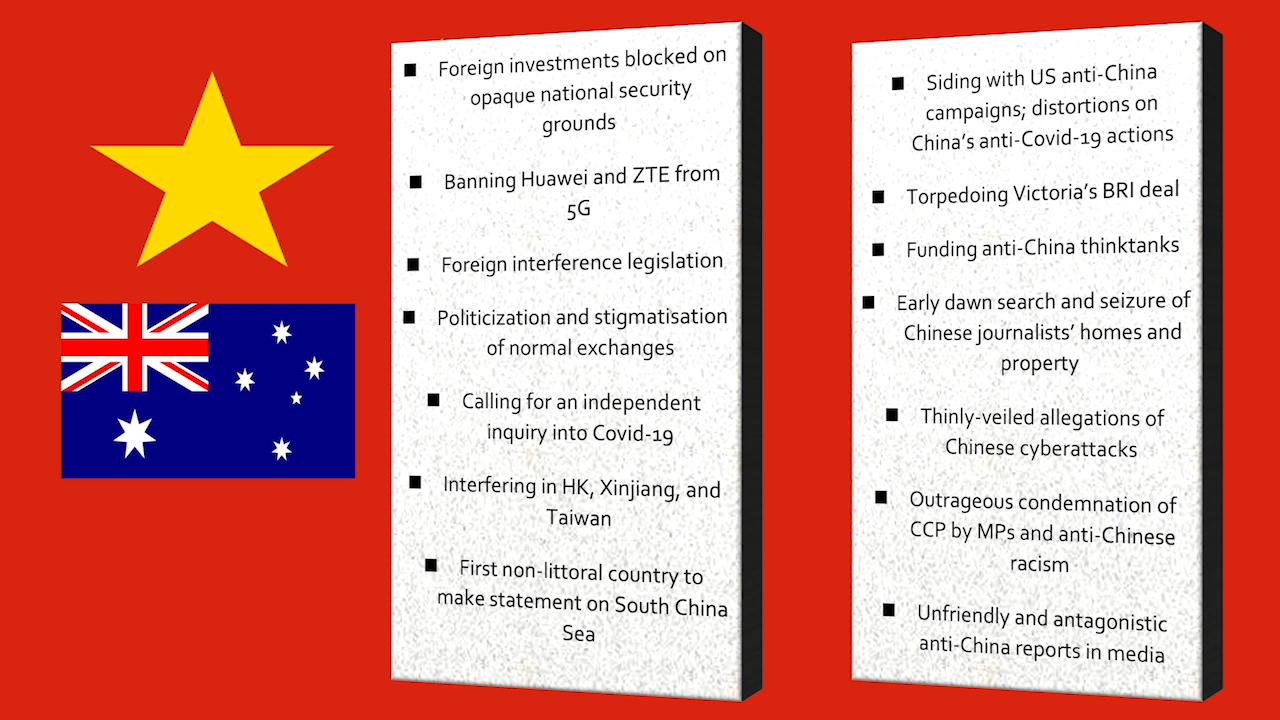 Foreign investments blocked on
opaque national security
grounds
Banning Huawei and ZTE from
5G
Foreign interference legislation
Politicization and stigmatisation
of normal exchanges
Calling for an independent
inquiry into Covid-19
Interfering in HK, Xinjiang, and
Taiwan
First non-littoral country to
make statement on South China
Sea
Siding with US anti-China
campaigns; distortions on
China's anti-Covid-19 actions
Torpedoing Victoria's BRI deal
Funding anti-China thinktanks
Early dawn search and seizure of
Chinese journalists' homes and
property
Thinly-veiled allegations of
Chinese cyberattacks
Outrageous condemnation of
CCP by MPs and anti-Chinese
racism
Unfriendly and antagonistic
anti-China reports in media